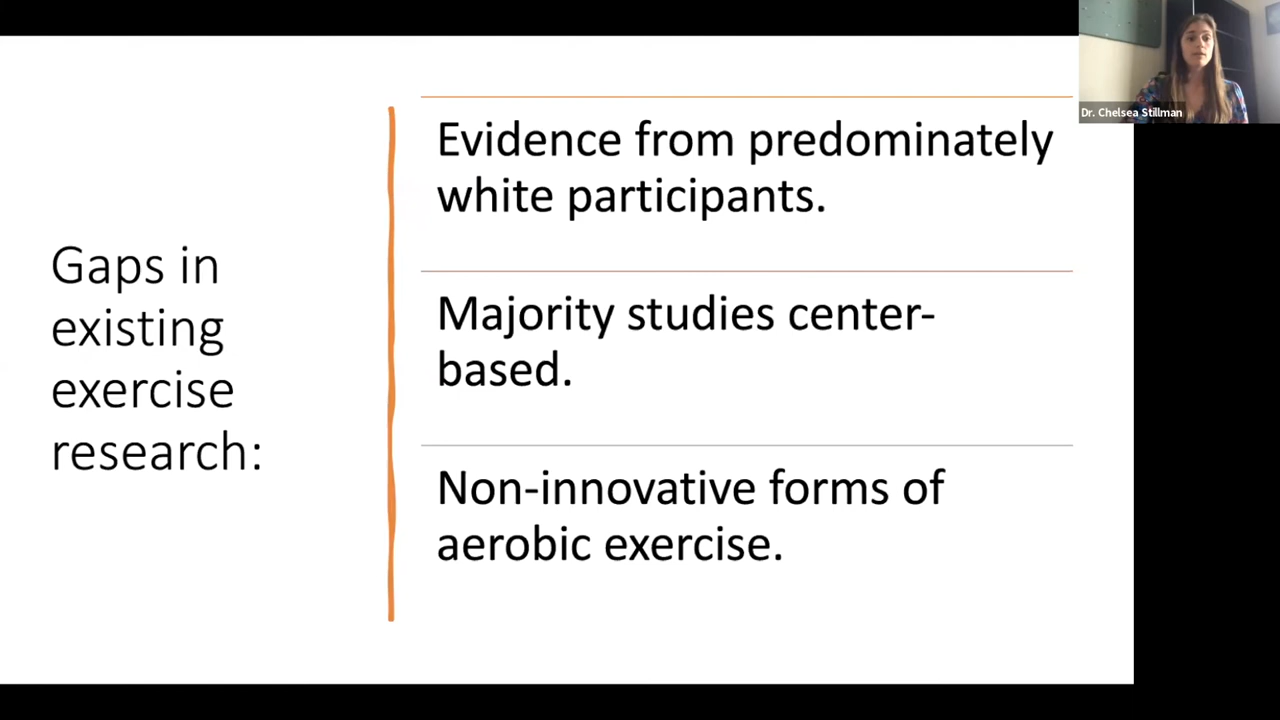 Dr. Chelsea Stillman
Gaps in
existing
exercise
research:
Evidence from predominately
white participants.
Majority studies center-
based.
Non-innovative forms of
aerobic exercise.